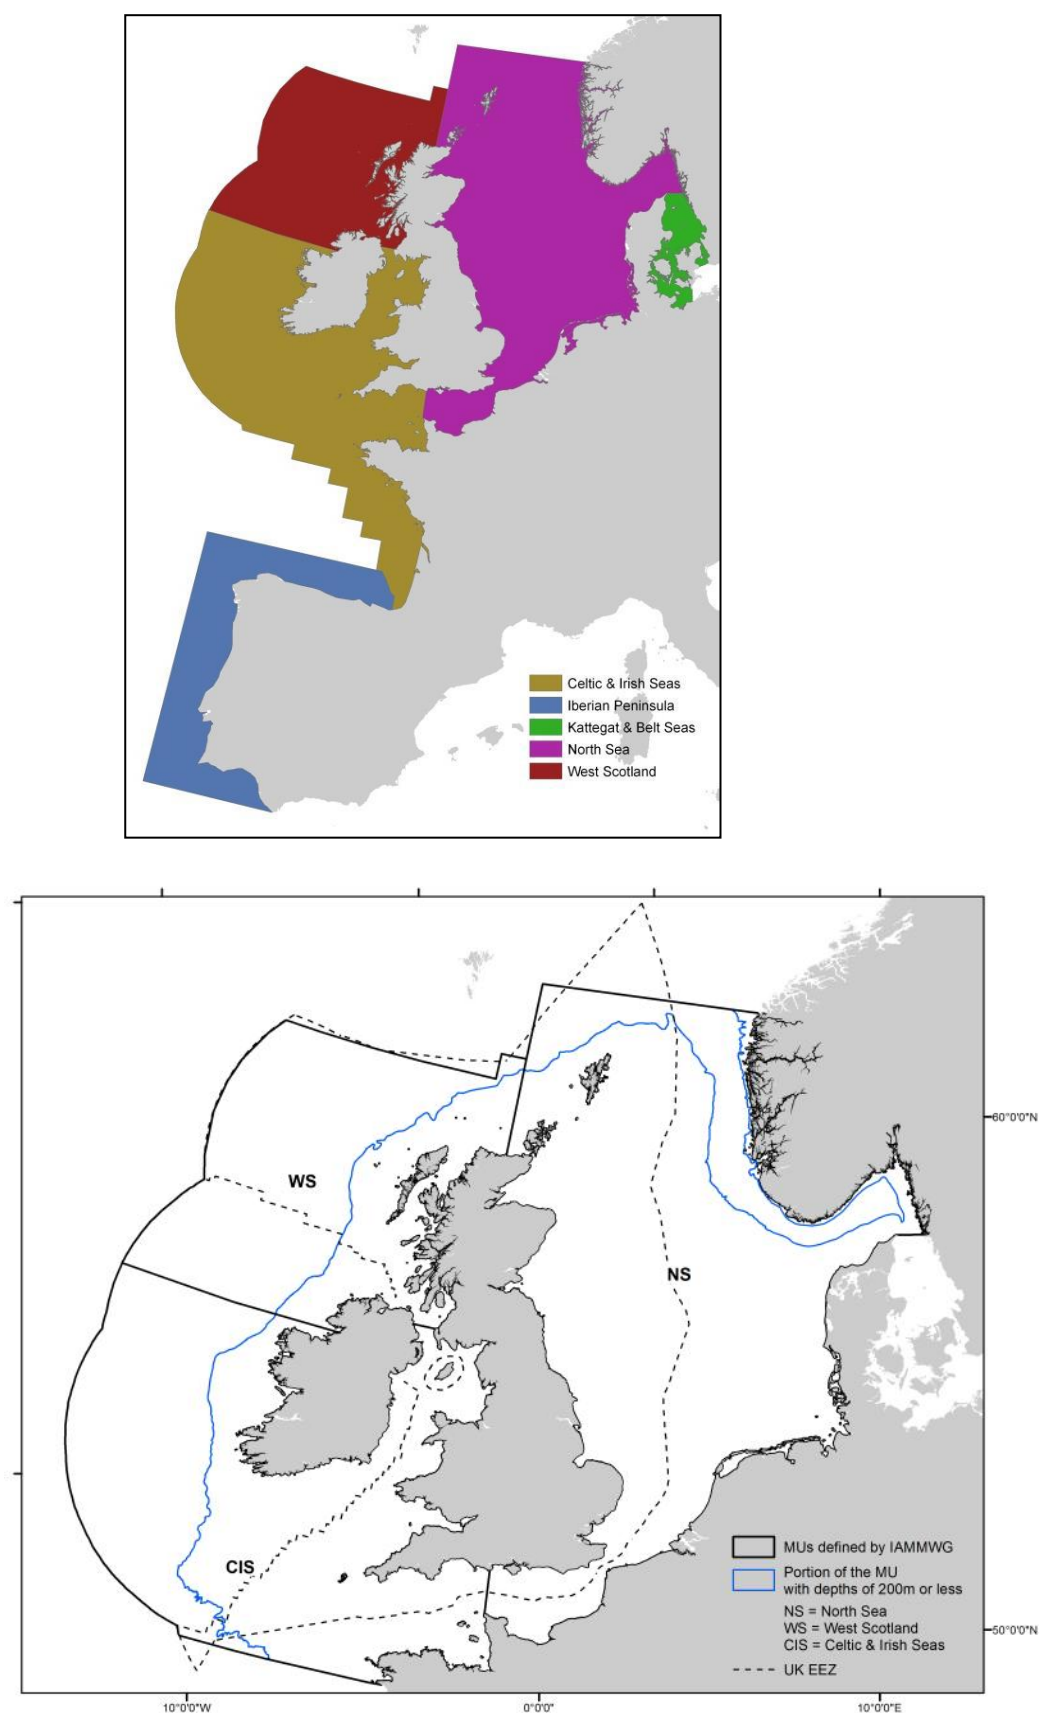 Celtic & Irish Seas
Iberian Peninsula
Kattegat & Belt Seas
North Sea
West Scotland
WS
60°0'0"N
NS
CIS
MUs defined by IAMMWG
Portion of the MU
with depths of 200m or less
NS = North Sea
WS = West Scotland
CIS = Celtic & Irish Seas
50°0'0"N
UK EEZ
10°0'0"W
0°0'0"
10°0'0"E